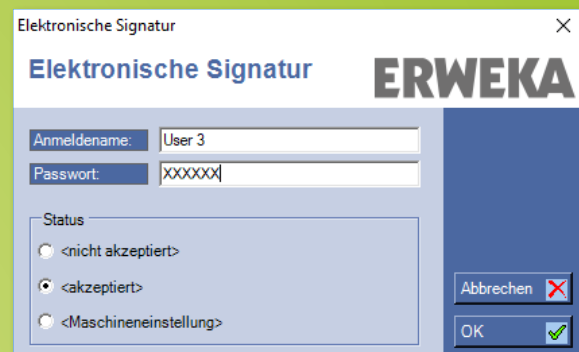 Elektronische Signatur
Elektronische Signatur ERWEKA
Anmeldename: User 3
Passwort: XXXXXX
Status
<nicht akzeptiert>
<akzeptiert>
<Maschineneinstellung>
Abbrechen
OK